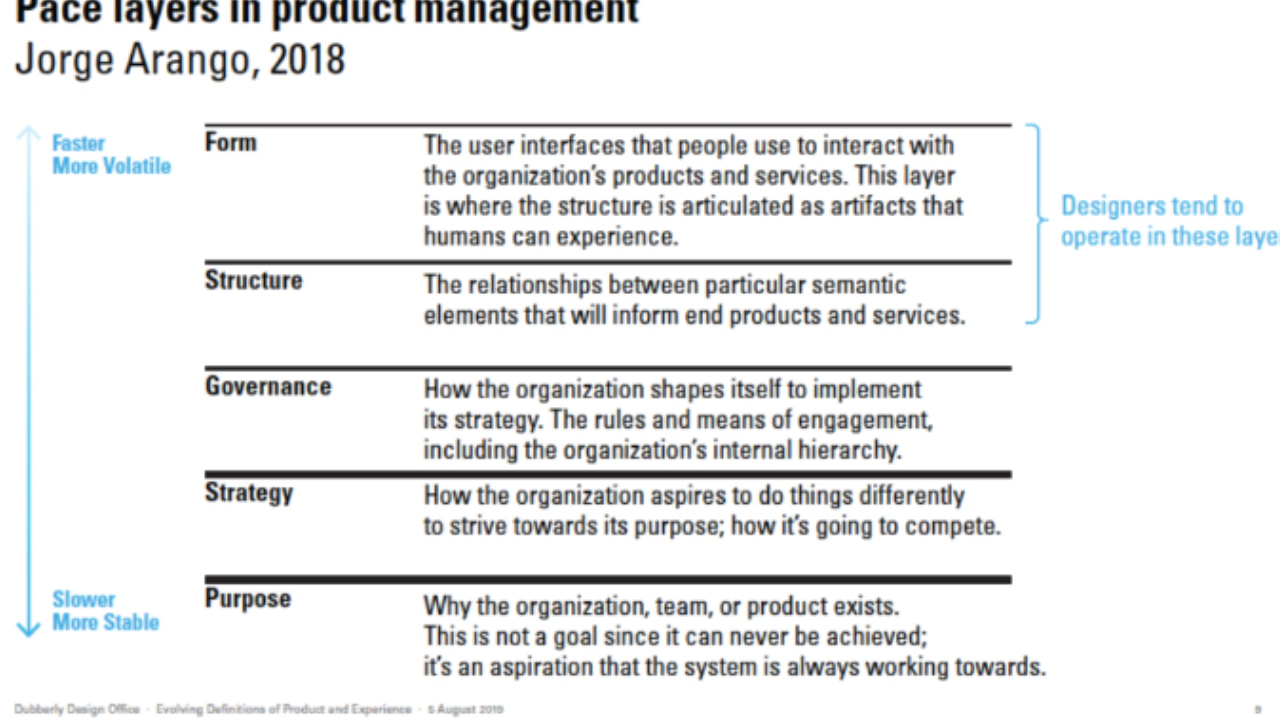 Pace layers in product management
Jorge Arango, 2018
Faster
More Volatile
Form
The user interfaces that people use to interact with
the organization's products and services. This layer
is where the structure is articulated as artifacts that
humans can experience.
Designers tend to
operate in these laye
Structure
The relationships between particular semantic
elements that will inform end products and services.
Governance
How the organization shapes itself to implement
its strategy. The rules and means of engagement,
including the organization's internal hierarchy.
Strategy
How the organization aspires to do things differently
to strive towards its purpose; how it's going to compete.
Slower
More Stable
Purpose
Why the organization, team, or product exists.
This is not a goal since it can never be achieved;
it's an aspiration that the system is always working towards.
Dubberly Design Office · Evolving Definitions of Product and Experience · 5 August 2019
9